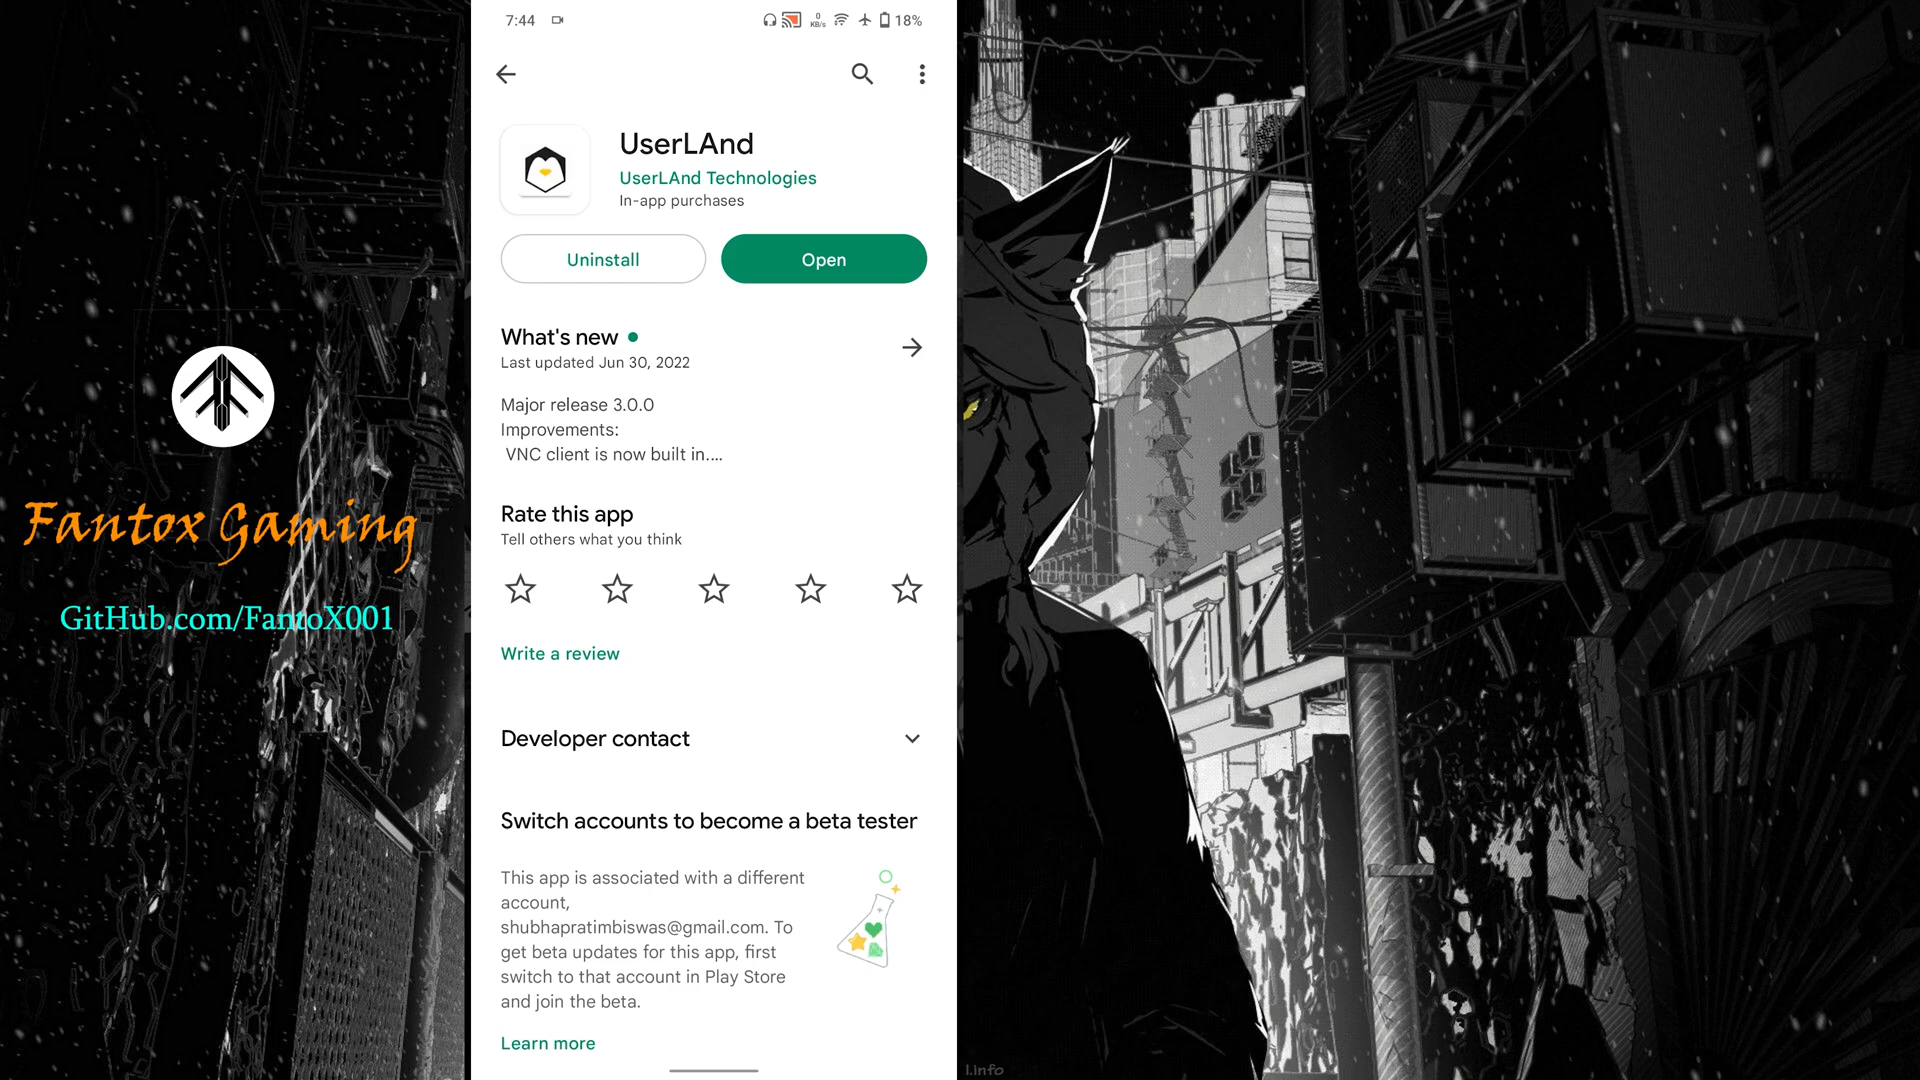 7:44
0
KB/s
18%
UserLAnd
UserLAnd Technologies
In-app purchases
Uninstall
Open
What's new
Last updated Jun 30, 2022
Major release 3.0.0
Improvements:
VNC client is now built in....
Rate this app
Tell others what you think
Write a review
Developer contact
Switch accounts to become a beta tester
This app is associated with a different
account,
shubhapratimbiswas@gmail.com. To
get beta updates for this app, first
switch to that account in Play Store
and join the beta.
Learn more
Fantox Gaming
GitHub.com/FantoX001
l.info